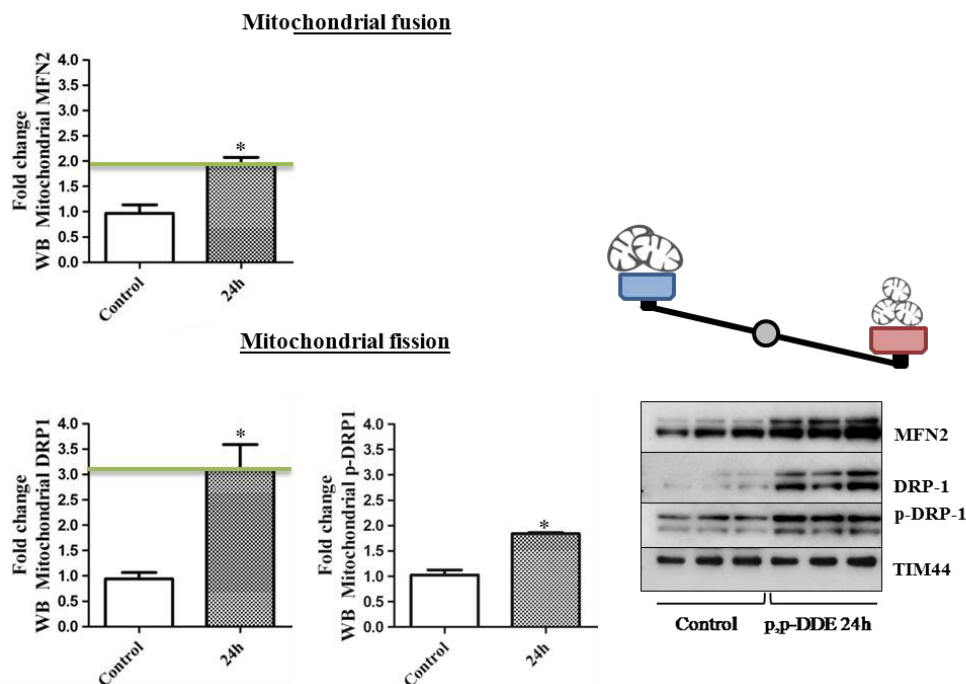 Mitochondrial fusion
Fold change
WB Mitochondrial MFN2
4.0
3.5
3.0
2.5
2.0
1.5
1.0
0.5
0.0
*
Control
24h
Mitochondrial fission
Fold change
WB Mitochondrial DRP1
4.0
3.5
3.0
2.5
2.0
1.5
1.0
0.5
0.0
*
Control
24h
Fold change
WB Mitochondrial p-DRP1
4.0
3.5
3.0
2.5
2.0
1.5
1.0
0.5
0.0
*
Control
24h
MFN2
DRP-1
p-DRP-1
TIM44
Control
p,p-DDE 24h